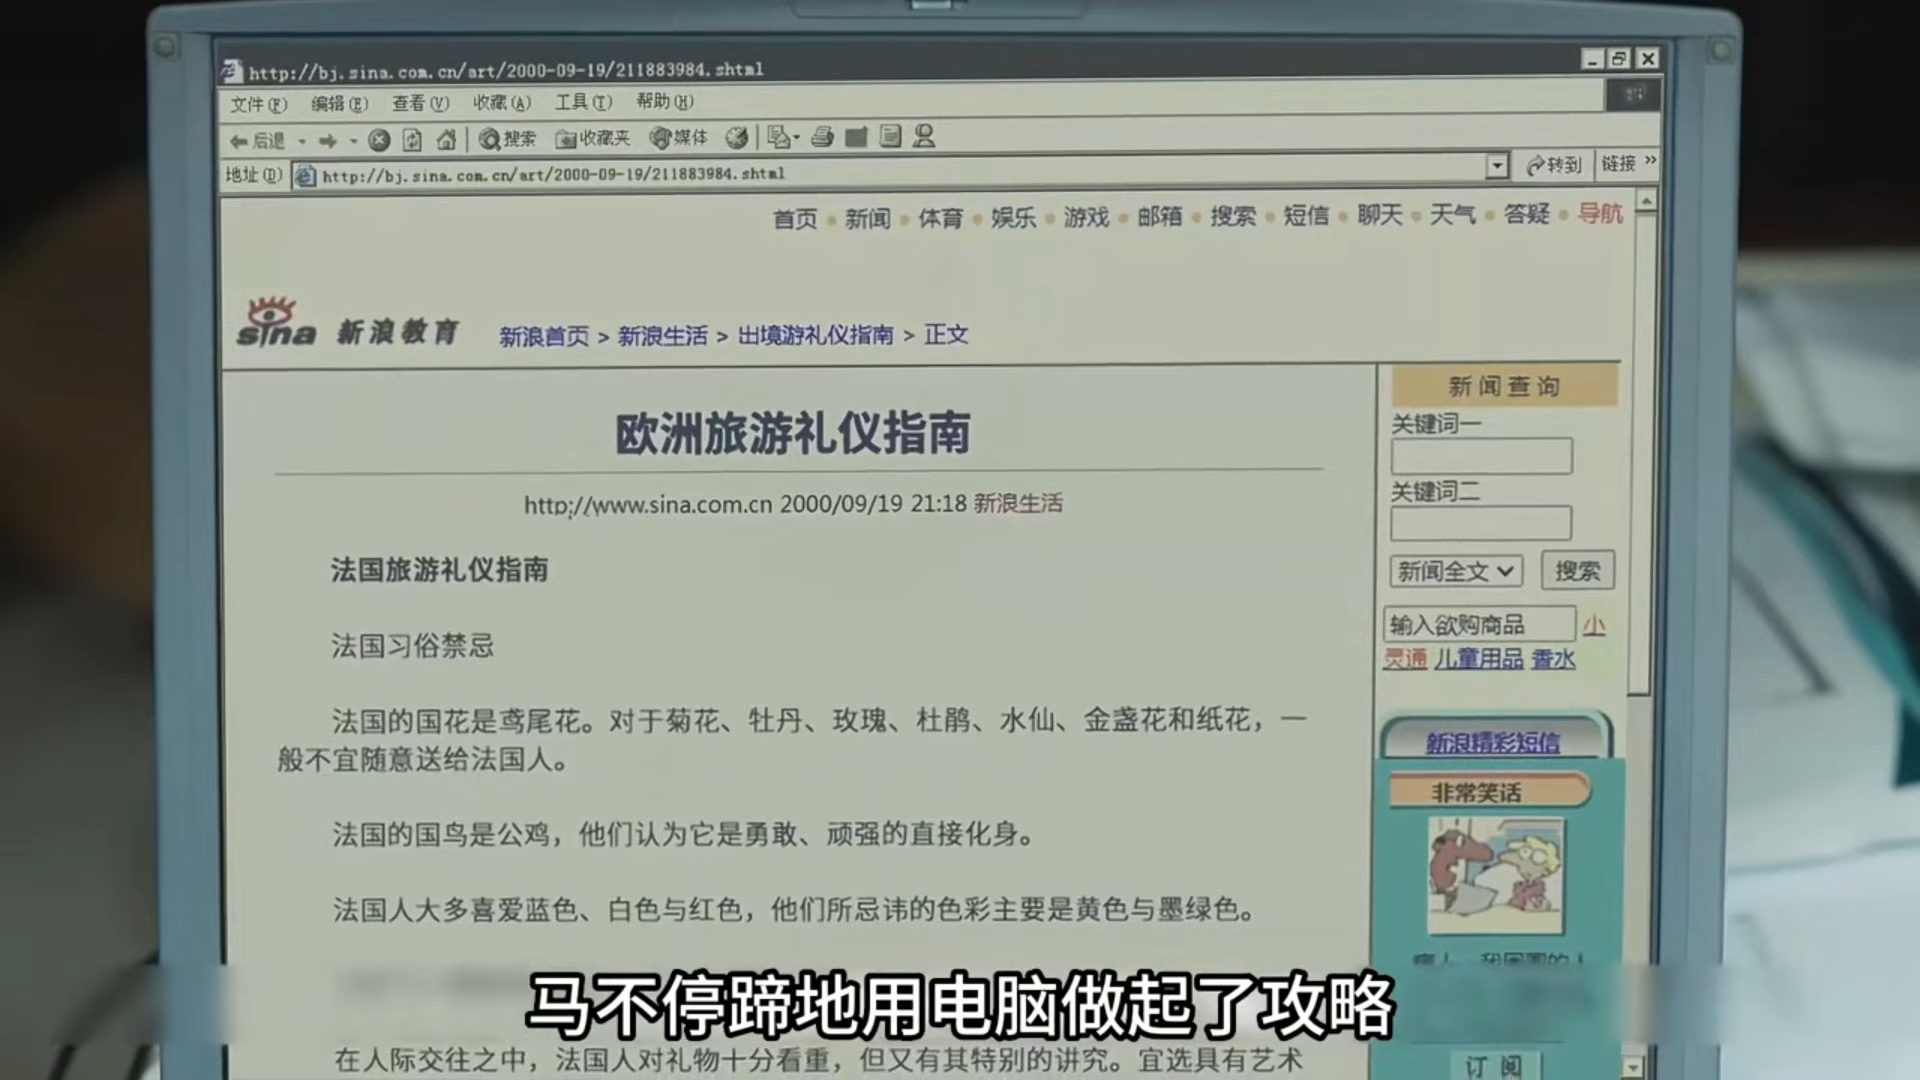 http://bj.sina.com.cn/art/2000-09-19/211883984.shtml
文件(F) 编辑(E) 查看(V) 收藏(A) 工具(T) 帮助(H)
后退 搜索 收藏夹 媒体
地址(D) http://bj.sina.com.cn/art/2000-09-19/211883984.shtml 转到 链接 »
首页 • 新闻 • 体育 • 娱乐 • 游戏 • 邮箱 • 搜索 • 短信 • 聊天 • 天气 • 答疑 • 导航
sina 新浪教育 新浪首页 > 新浪生活 > 出境游礼仪指南 > 正文
欧洲旅游礼仪指南
http://www.sina.com.cn 2000/09/19 21:18 新浪生活
法国旅游礼仪指南
法国习俗禁忌
法国的国花是鸢尾花。对于菊花、牡丹、玫瑰、杜鹃、水仙、金盏花和纸花，一
般不宜随意送给法国人。
法国的国鸟是公鸡，他们认为它是勇敢、顽强的直接化身。
法国人大多喜爱蓝色、白色与红色，他们所忌讳的色彩主要是黄色与墨绿色。
在人际交往之中，法国人对礼物十分看重，但又有其特别的讲究。宜选具有艺术
新闻查询
关键词一
关键词二
新闻全文 搜索
输入欲购商品 小
灵通 儿童用品 香水
新浪精彩短信
非常笑话
订阅
马不停蹄地用电脑做起了攻略